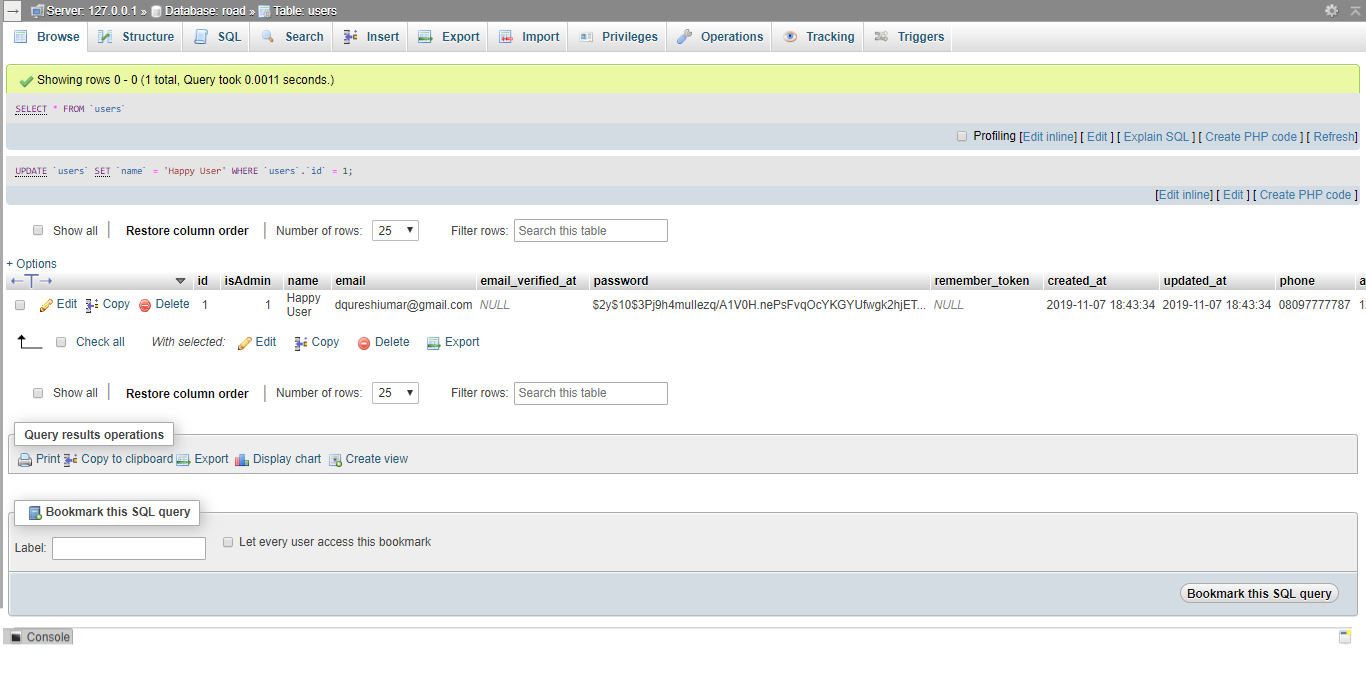 Server: 127.0.0.1 » Database: road » Table: users
Browse Structure SQL Search Insert Export Import Privileges Operations Tracking Triggers
Showing rows 0 - 0 (1 total, Query took 0.0011 seconds.)
SELECT * FROM `users`
Profiling [Edit inline] [ Edit ] [ Explain SQL ] [ Create PHP code ] [ Refresh]
UPDATE `users` SET `name` = 'Happy User' WHERE `users`.`id` = 1;
[Edit inline] [ Edit ] [ Create PHP code ]
Show all Restore column order Number of rows: 25 Filter rows: Search this table
+ Options
id isAdmin name email email_verified_at password remember_token created_at updated_at phone a
Edit Copy Delete 1 1 Happy User dqureshiumar@gmail.com NULL $2y$10$3Pj9h4mulIezq/A1V0H.nePsFvqOcYKGYUfwgk2hjET... NULL 2019-11-07 18:43:34 2019-11-07 18:43:34 08097777787 1
Check all With selected: Edit Copy Delete Export
Show all Restore column order Number of rows: 25 Filter rows: Search this table
Query results operations
Print Copy to clipboard Export Display chart Create view
Bookmark this SQL query
Label: Let every user access this bookmark
Bookmark this SQL query
Console